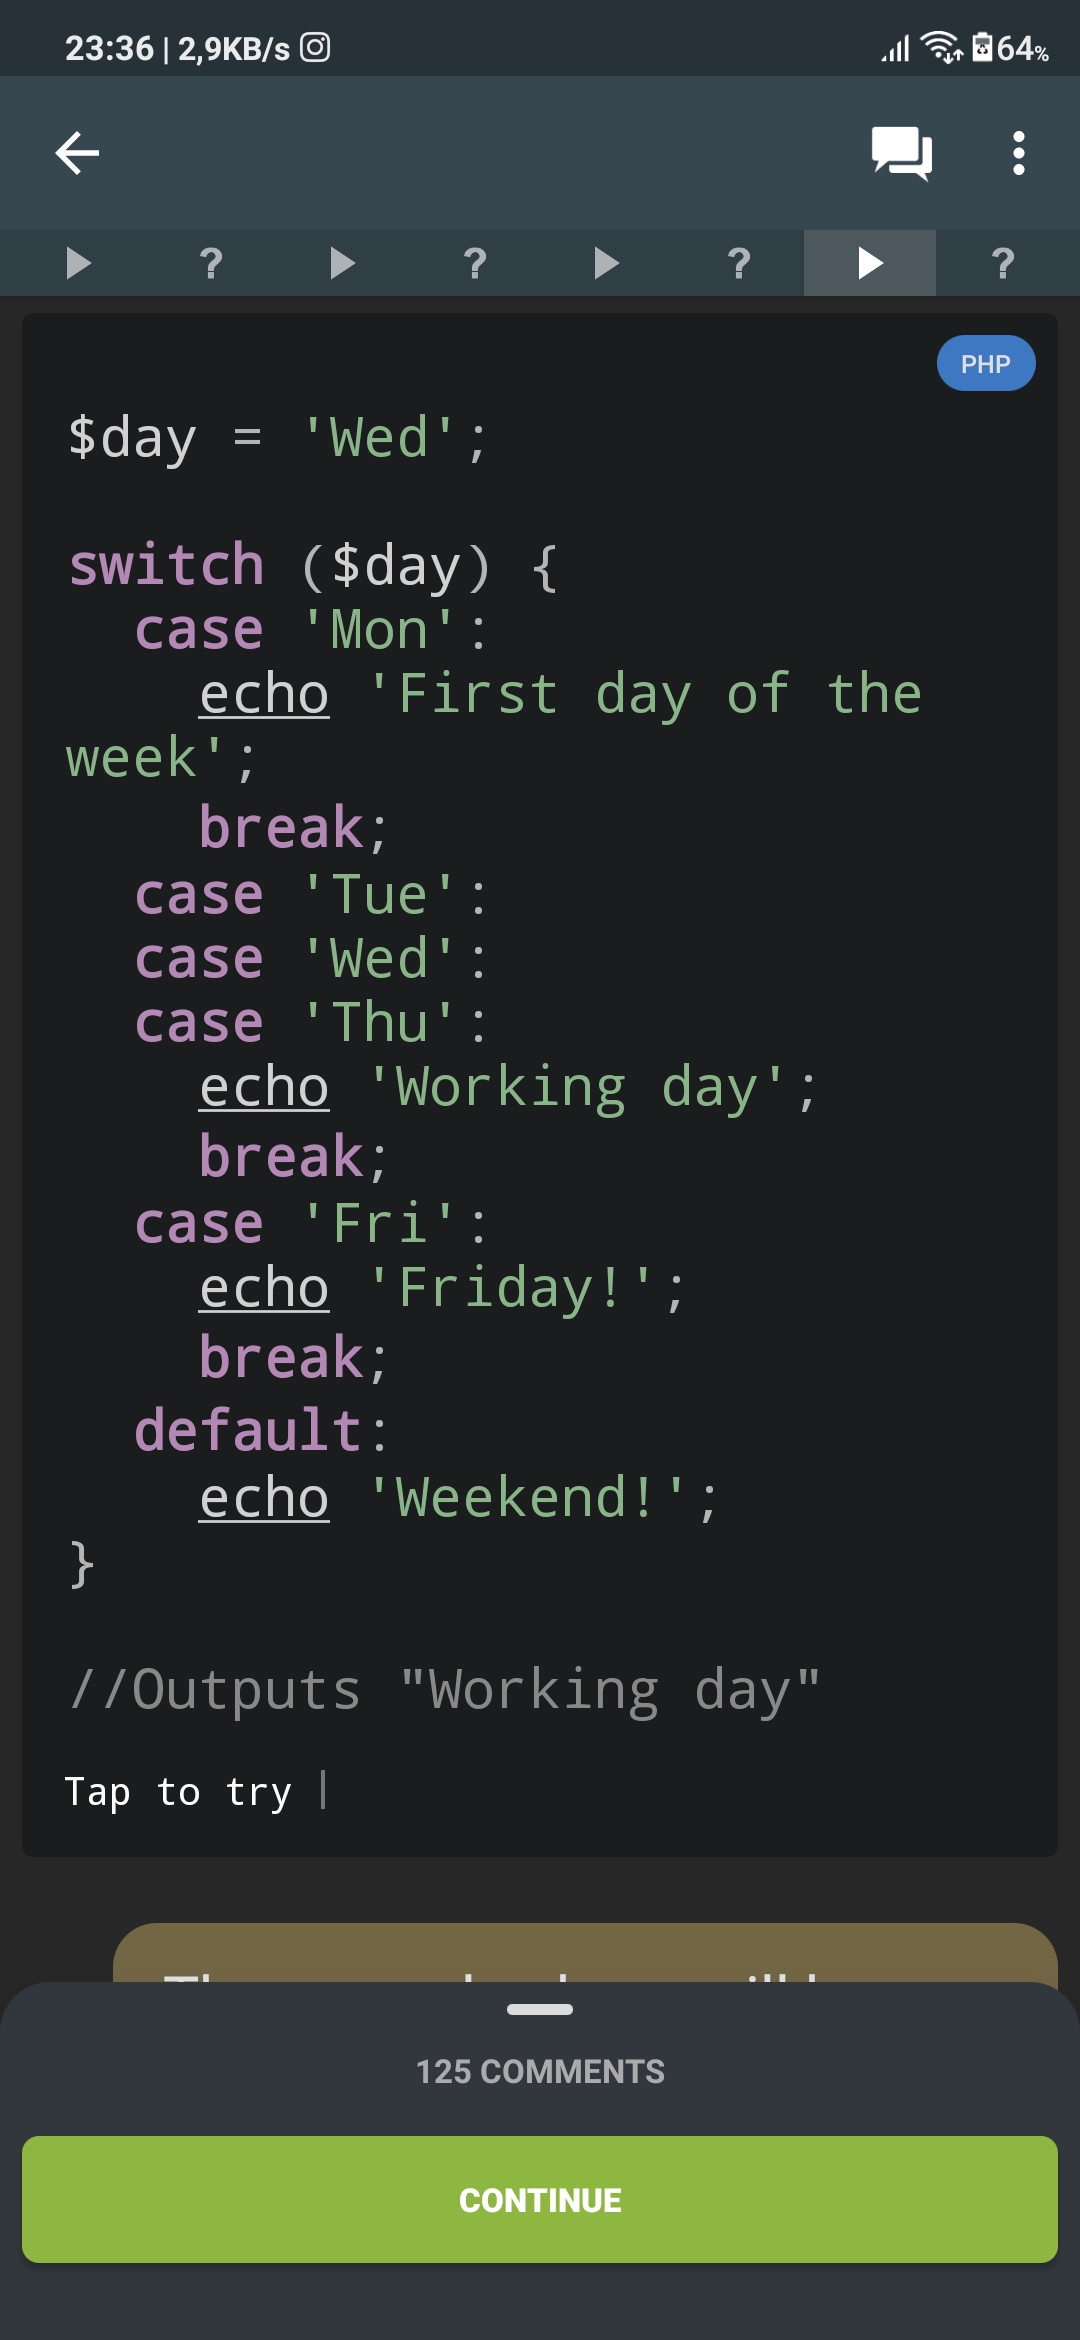 23:36 | 2,9KB/s 64%
? ? ? ?
PHP
$day = 'Wed';
switch ($day) {
case 'Mon':
echo 'First day of the
week';
break;
case 'Tue':
case 'Wed':
case 'Thu':
echo 'Working day';
break;
case 'Fri':
echo 'Friday!';
break;
default:
echo 'Weekend!';
}
//Outputs "Working day"
Tap to try
125 COMMENTS
CONTINUE